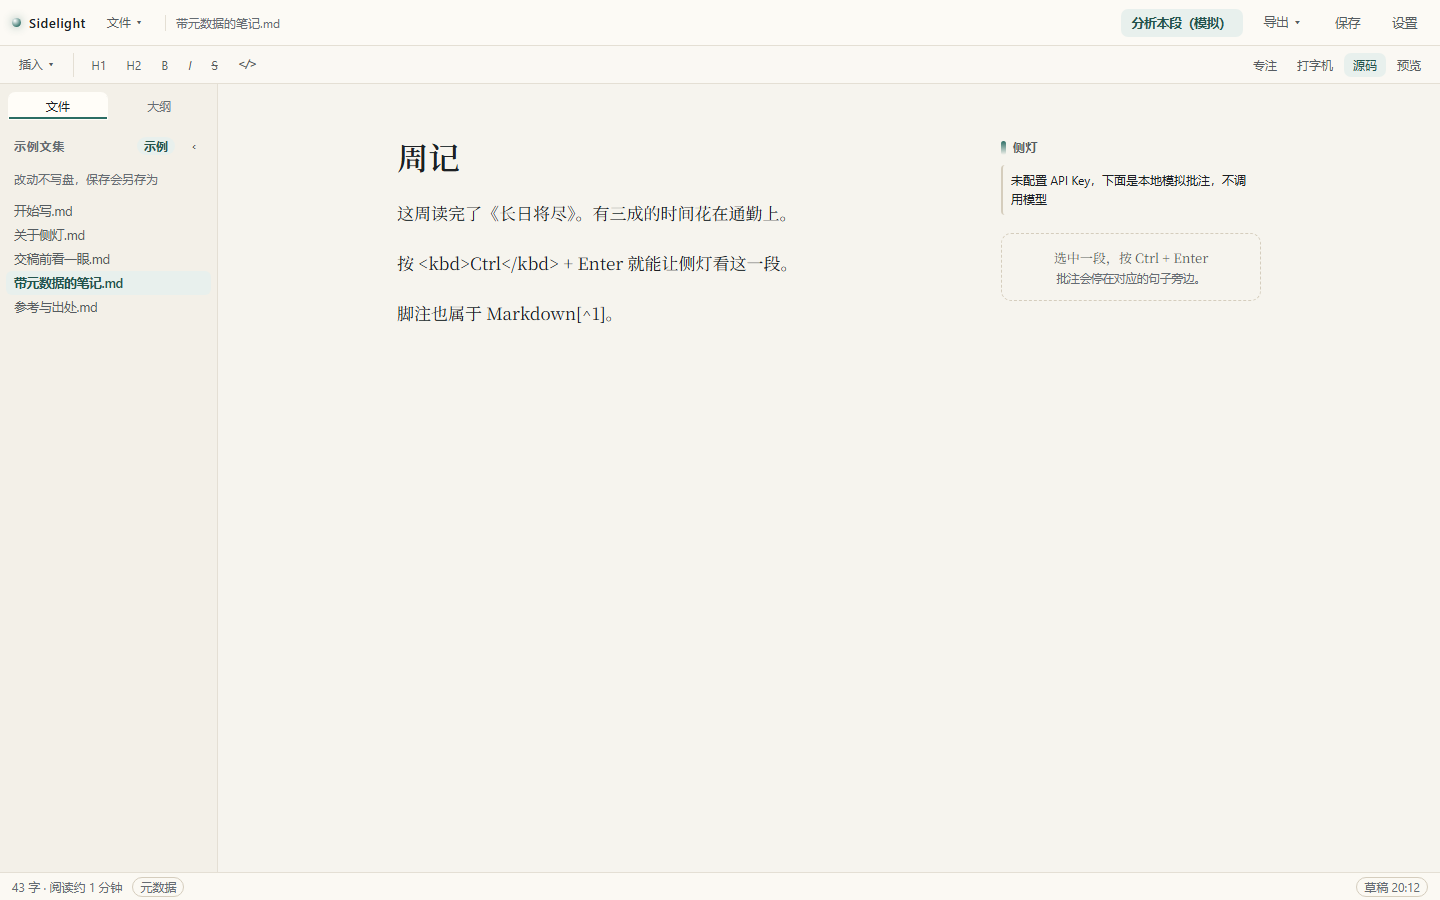 Sidelight 文件 带元数据的笔记.md 分析本段（模拟） 导出 保存 设置
插入 H1 H2 B I S </> 专注 打字机 源码 预览
文件 大纲
示例文集 示例 ‹
改动不写盘，保存会另存为
开始写.md
关于侧灯.md
交稿前看一眼.md
带元数据的笔记.md
参考与出处.md
周记
这周读完了《长日将尽》。有三成的时间花在通勤上。
按 <kbd>Ctrl</kbd> + Enter 就能让侧灯看这一段。
脚注也属于 Markdown[^1]。
侧灯
未配置 API Key，下面是本地模拟批注，不调
用模型
选中一段，按 Ctrl + Enter
批注会停在对应的句子旁边。
43 字 · 阅读约 1 分钟 元数据 草稿 20:12